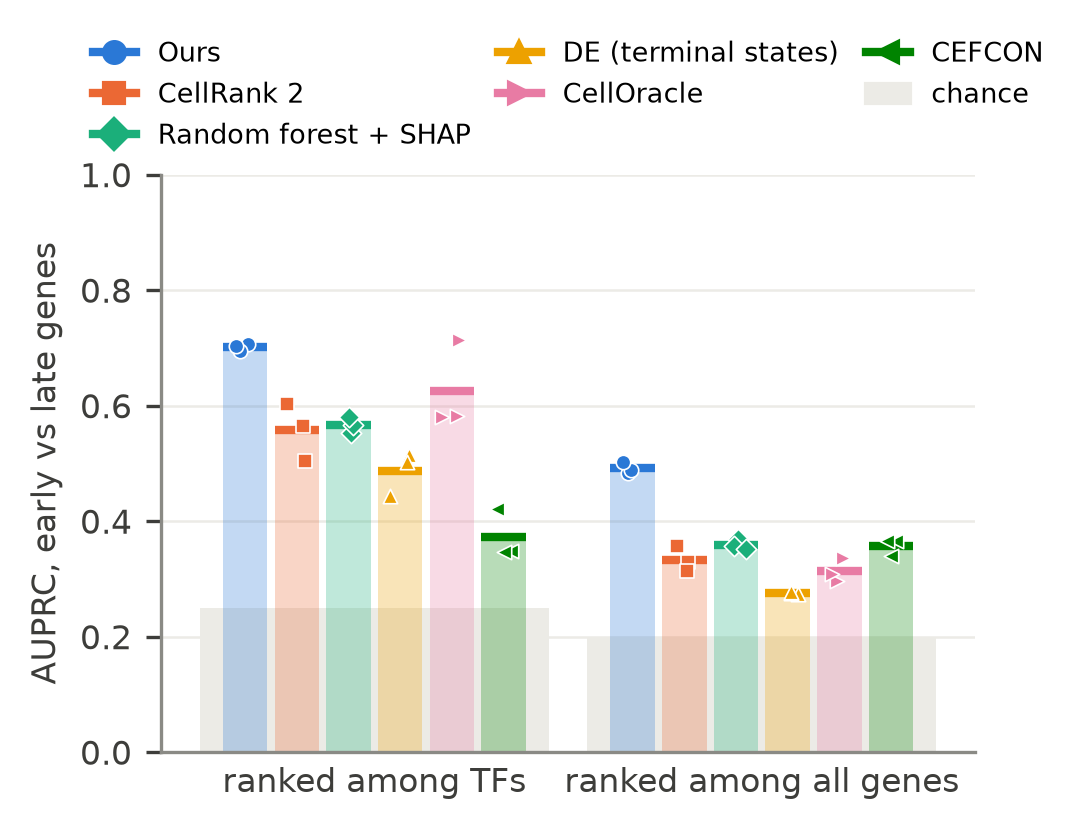 Ours
CellRank 2
Random forest + SHAP
DE (terminal states)
CellOracle
CEFCON
chance
AUPRC, early vs late genes
1.0
0.8
0.6
0.4
0.2
0.0
ranked among TFs
ranked among all genes